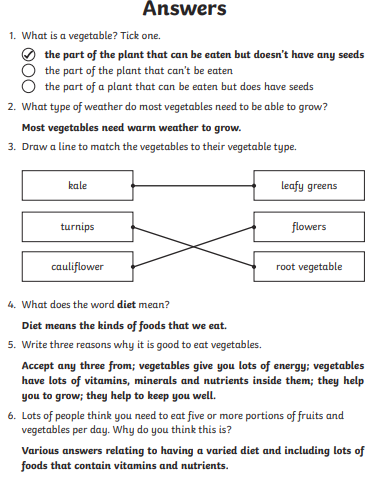 Answers
1. What is a vegetable? Tick one.
the part of the plant that can be eaten but doesn't have any seeds
the part of the plant that can't be eaten
the part of a plant that can be eaten but does have seeds
2. What type of weather do most vegetables need to be able to grow?
Most vegetables need warm weather to grow.
3. Draw a line to match the vegetables to their vegetable type.
kale leafy greens
turnips flowers
cauliflower root vegetable
4. What does the word diet mean?
Diet means the kinds of foods that we eat.
5. Write three reasons why it is good to eat vegetables.
Accept any three from; vegetables give you lots of energy; vegetables
have lots of vitamins, minerals and nutrients inside them; they help
you to grow; they help to keep you well.
6. Lots of people think you need to eat five or more portions of fruits and
vegetables per day. Why do you think this is?
Various answers relating to having a varied diet and including lots of
foods that contain vitamins and nutrients.